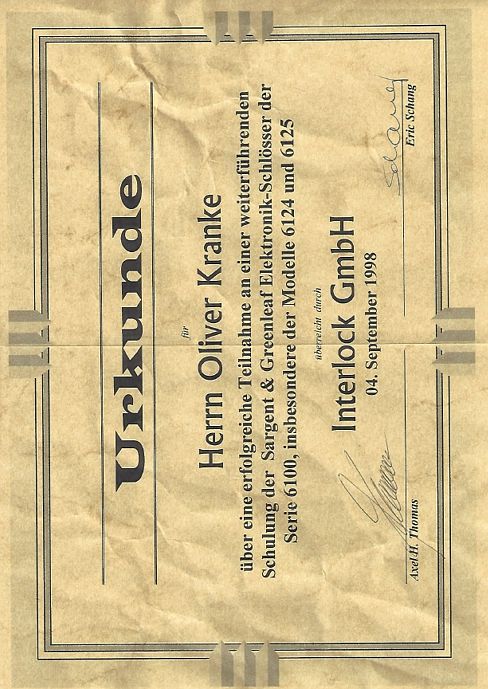 Urkunde
für
Herrn Oliver Kranke
über eine erfolgreiche Teilnahme an einer weiterführenden
Schulung der Sargent & Greenleaf Elektronik-Schlösser der
Serie 6100, insbesondere der Modelle 6124 und 6125
überreicht durch
Interlock GmbH
04. September 1998
Axel H. Thomas
Eric Schang